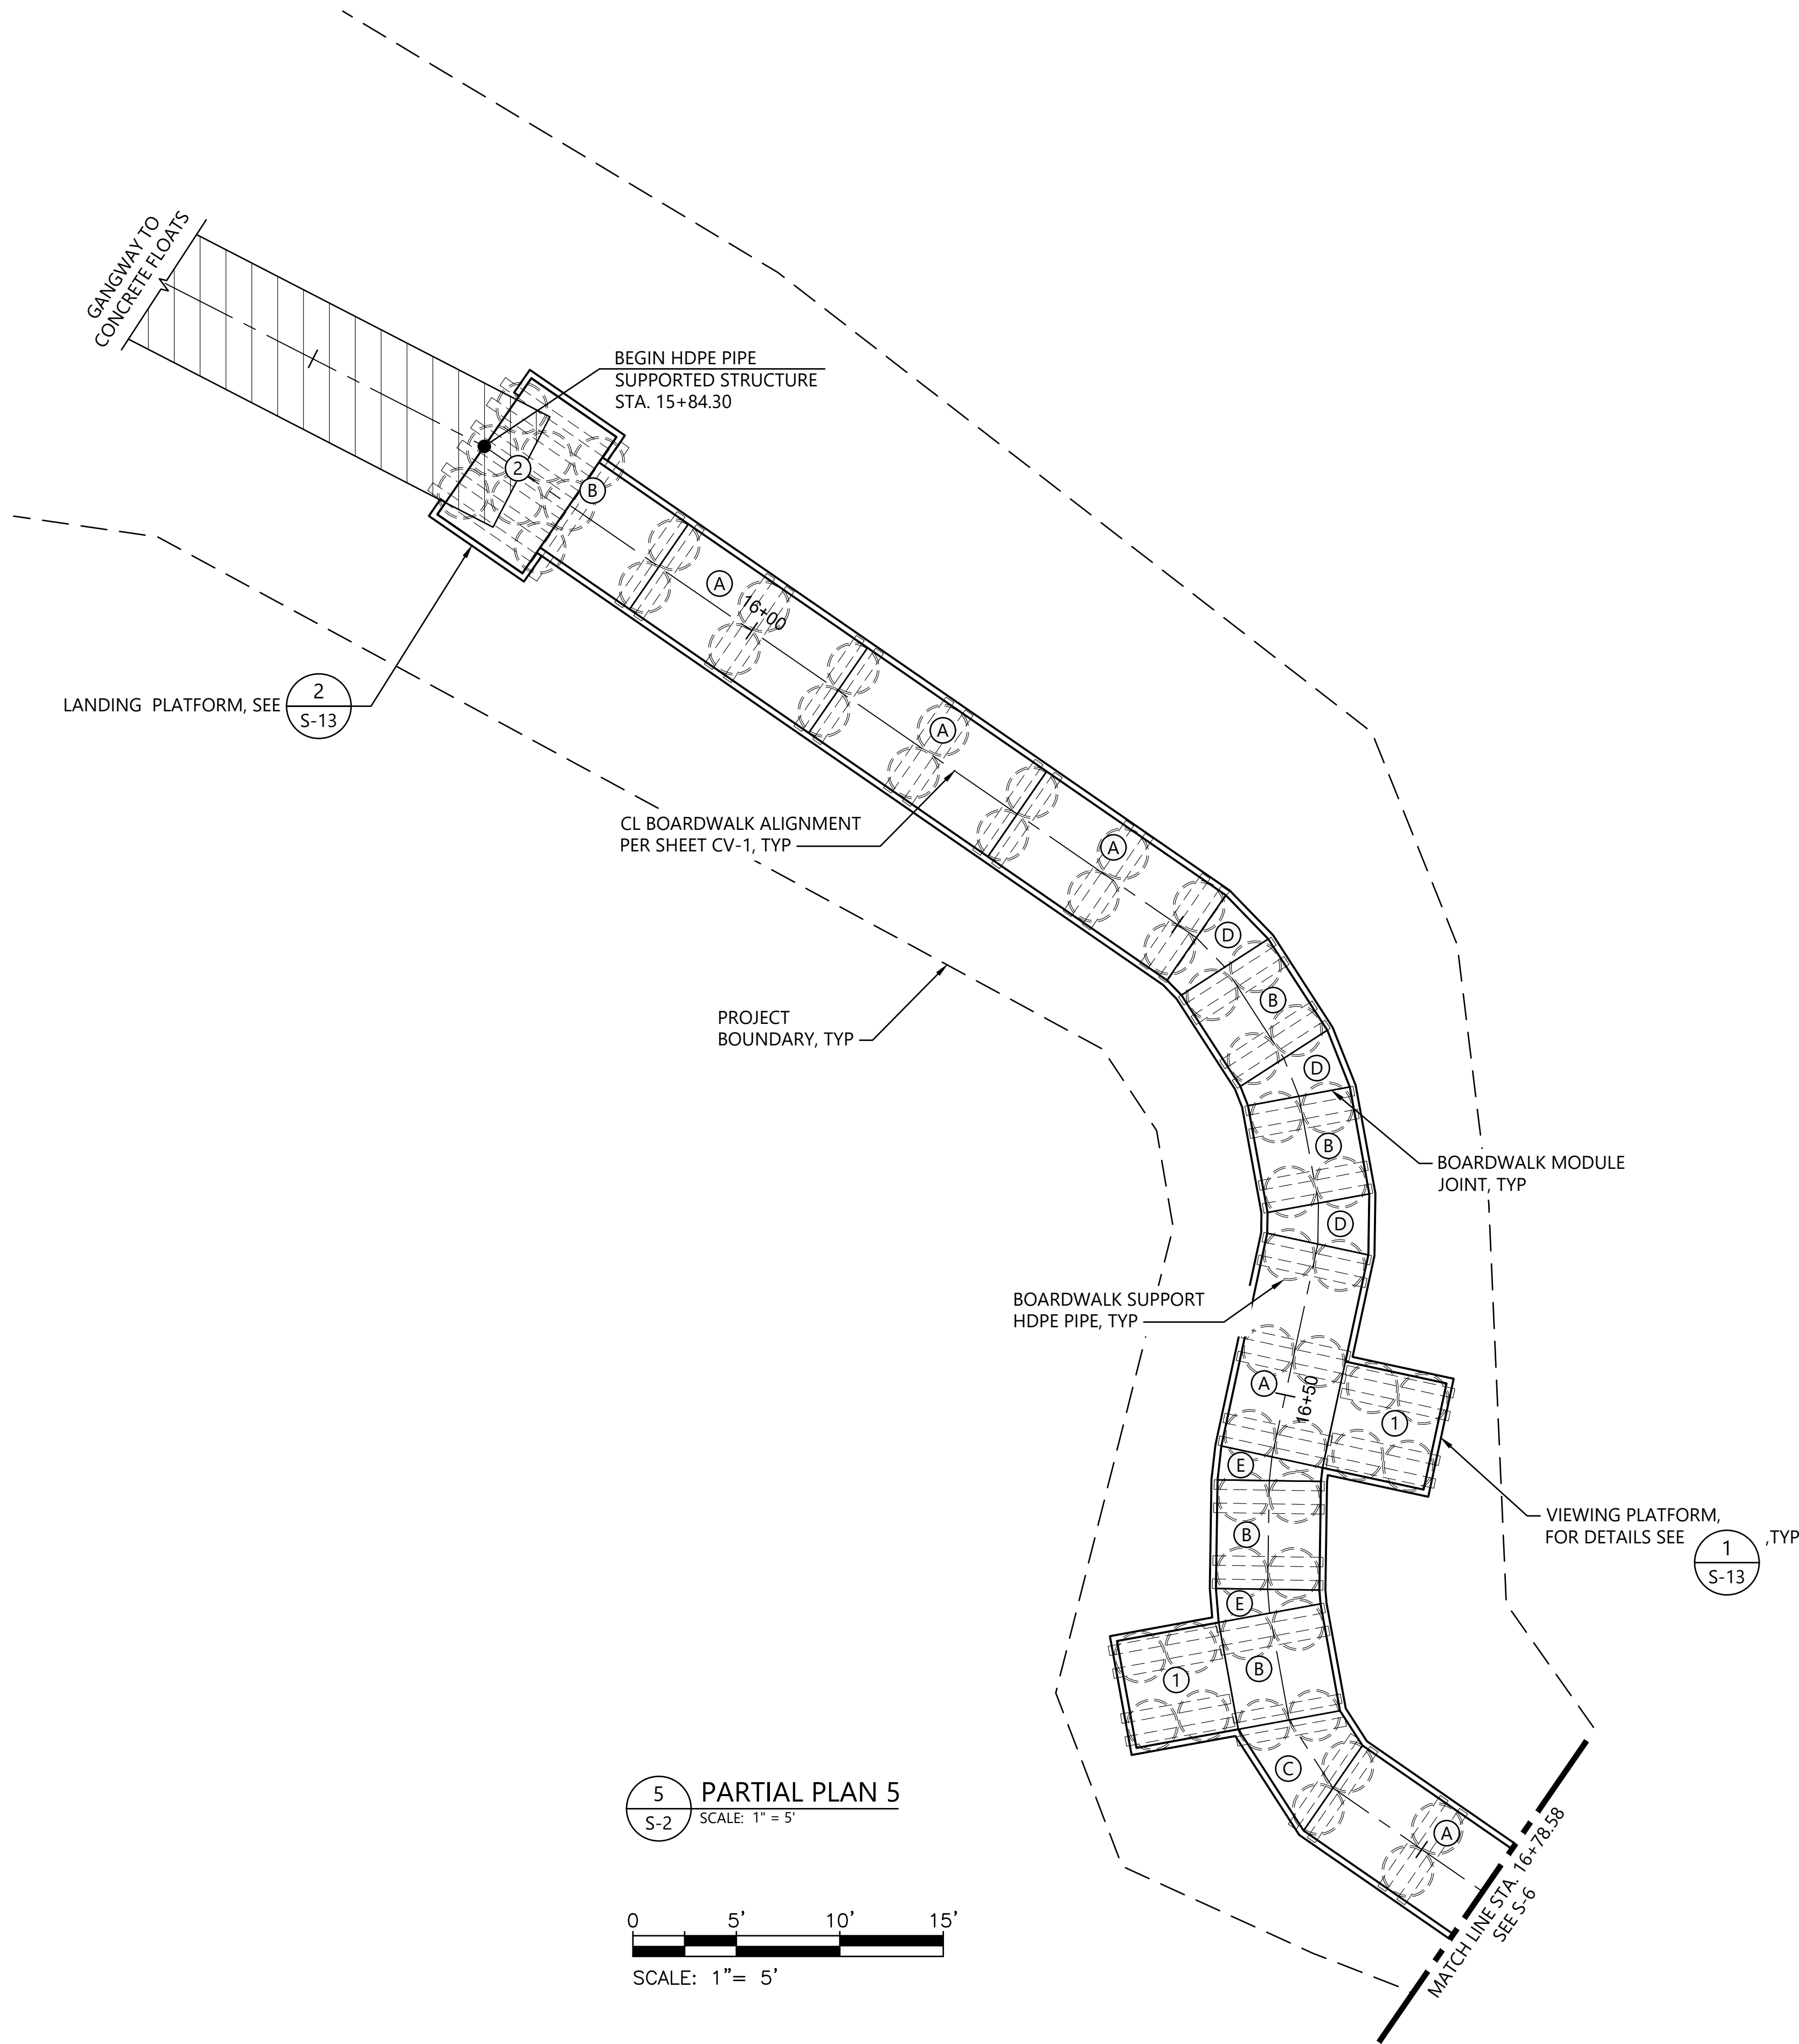 GANGWAY TO
CONCRETE FLOATS
BEGIN HDPE PIPE
SUPPORTED STRUCTURE
STA. 15+84.30
2
B
A
16+00
LANDING PLATFORM, SEE
2
S-13
A
CL BOARDWALK ALIGNMENT
PER SHEET CV-1, TYP
A
D
B
PROJECT
BOUNDARY, TYP
D
B
BOARDWALK MODULE
JOINT, TYP
D
BOARDWALK SUPPORT
HDPE PIPE, TYP
A
16+50
1
E
VIEWING PLATFORM,
FOR DETAILS SEE
1
S-13
,TYP
B
E
B
1
C
A
5
S-2
PARTIAL PLAN 5
SCALE: 1" = 5'
MATCH LINE STA. 16+78.58
SEE S-6
0 5' 10' 15'
SCALE: 1"= 5'